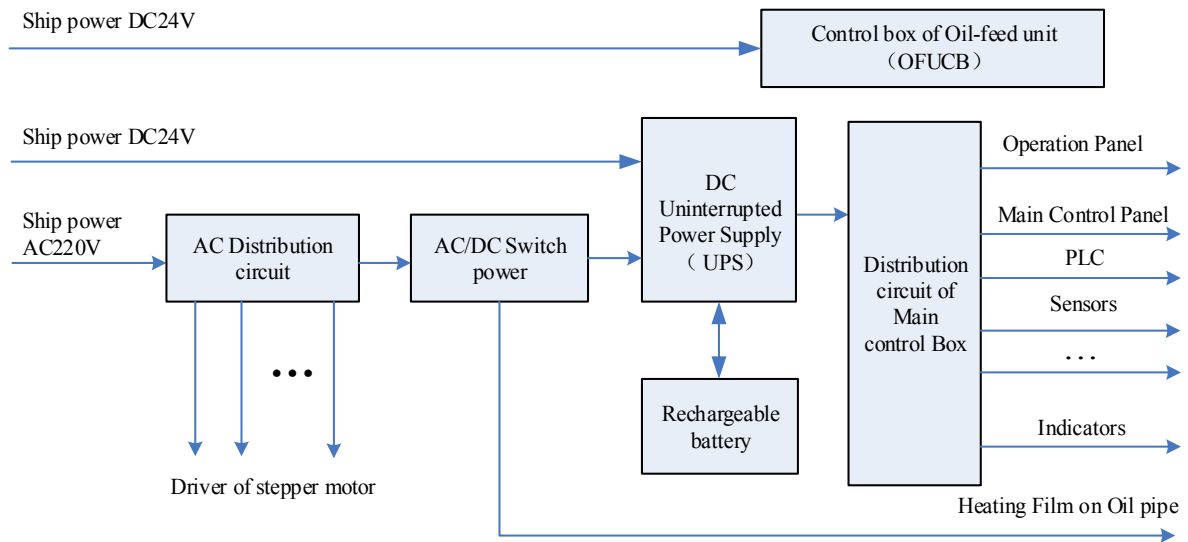 Ship power DC24V
Control box of Oil-feed unit
（OFUCB）
Ship power DC24V
DC
Uninterrupted
Power Supply
（ UPS）
Ship power
AC220V
AC Distribution
circuit
AC/DC Switch
power
Distribution
circuit of
Main
control Box
Operation Panel
Main Control Panel
PLC
Sensors
...
Indicators
...
Rechargeable
battery
Driver of stepper motor
Heating Film on Oil pipe